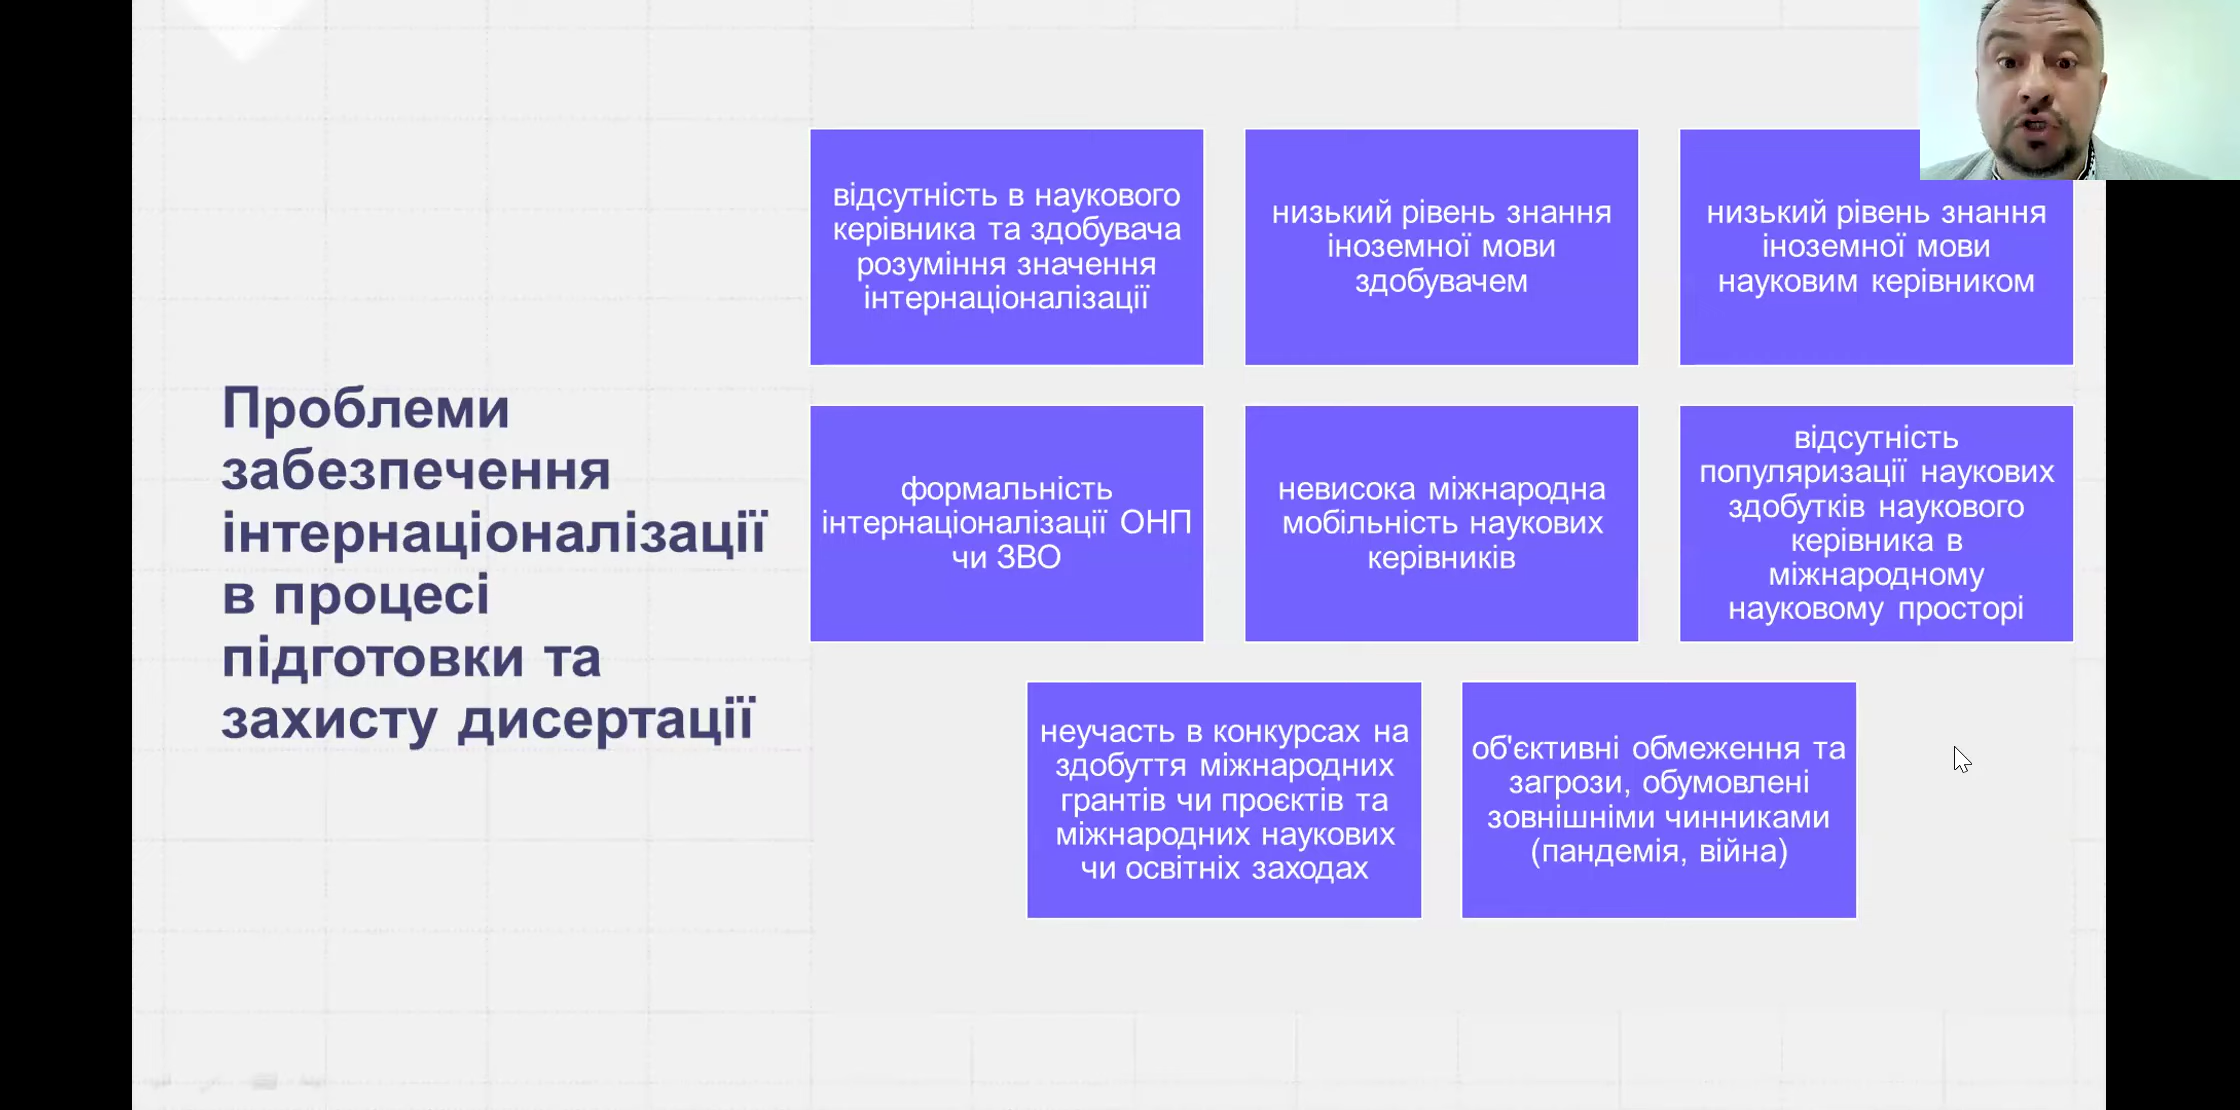 Проблеми
забезпечення
інтернаціоналізації
в процесі
підготовки та
захисту дисертації
відсутність в наукового
керівника та здобувача
розуміння значення
інтернаціоналізації
низький рівень знання
іноземної мови
здобувачем
низький рівень знання
іноземної мови
науковим керівником
формальність
інтернаціоналізації ОНП
чи ЗВО
невисока міжнародна
мобільність наукових
керівників
відсутність
популяризації наукових
здобутків наукового
керівника в
міжнародному
науковому просторі
неучасть в конкурсах на
здобуття міжнародних
грантів чи проєктів та
міжнародних наукових
чи освітніх заходах
об'єктивні обмеження та
загрози, обумовлені
зовнішніми чинниками
(пандемія, війна)